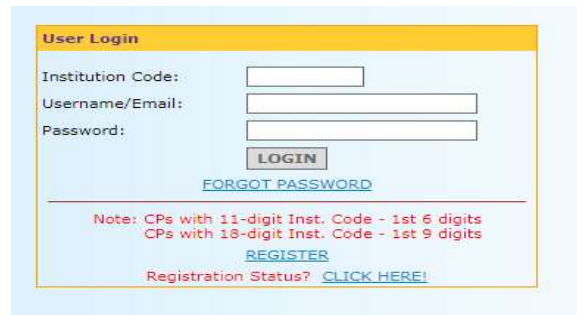 User Login
Institution Code:
Username/Email:
Password:
LOGIN
FORGOT PASSWORD
Note: CPs with 11-digit Inst. Code - 1st 6 digits
CPs with 18-digit Inst. Code - 1st 9 digits
REGISTER
Registration Status? CLICK HERE!